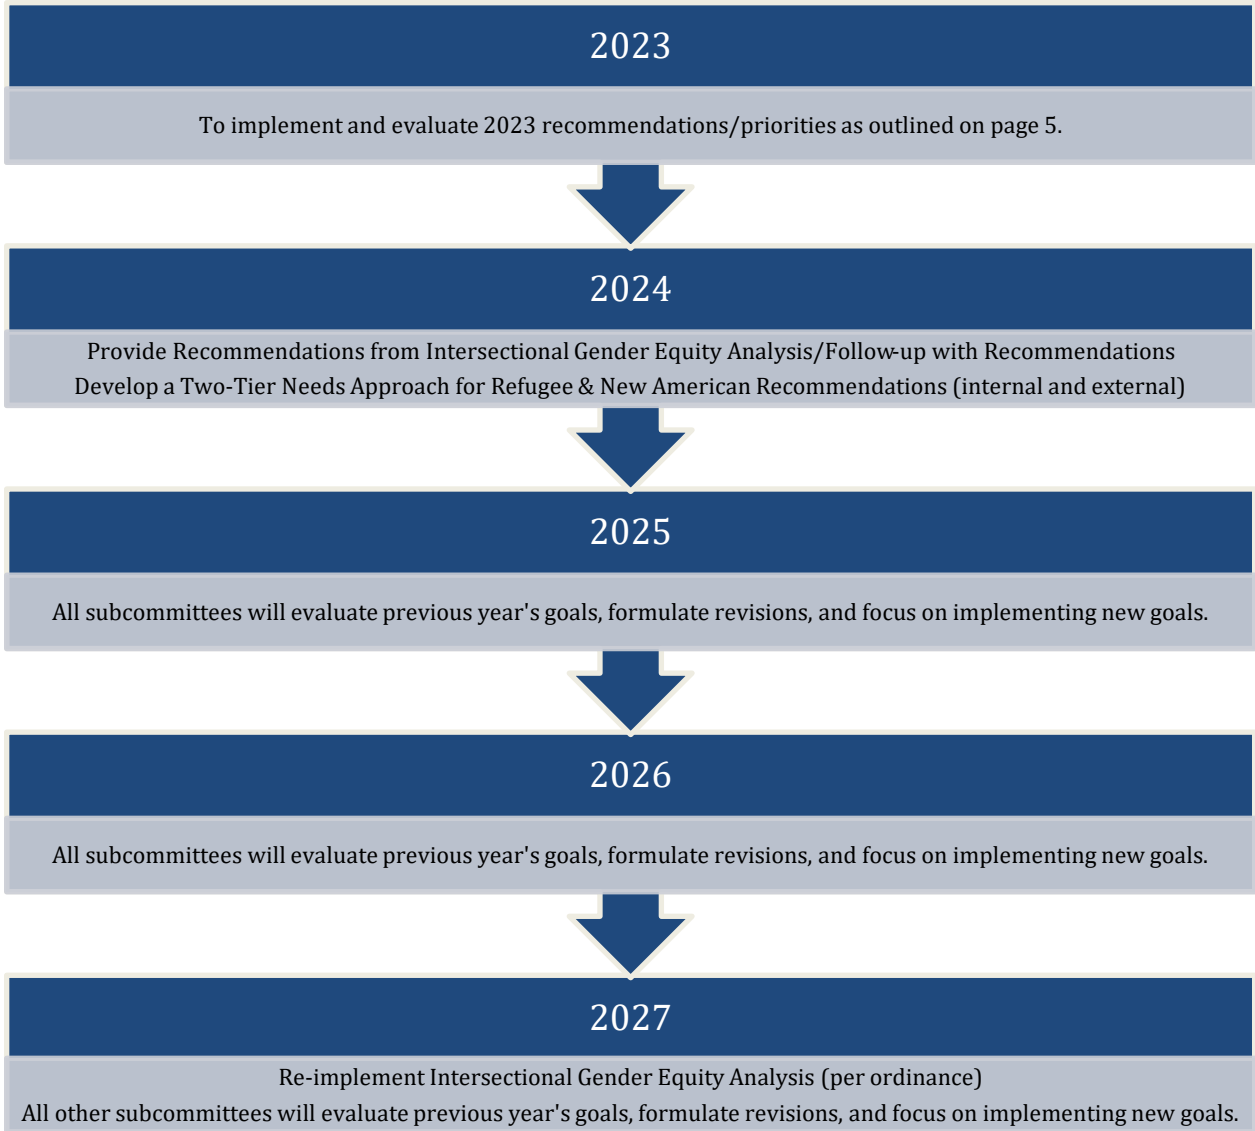 2023
To implement and evaluate 2023 recommendations/priorities as outlined on page 5.
2024
Provide Recommendations from Intersectional Gender Equity Analysis/Follow-up with Recommendations
Develop a Two-Tier Needs Approach for Refugee & New American Recommendations (internal and external)
2025
All subcommittees will evaluate previous year's goals, formulate revisions, and focus on implementing new goals.
2026
All subcommittees will evaluate previous year's goals, formulate revisions, and focus on implementing new goals.
2027
Re-implement Intersectional Gender Equity Analysis (per ordinance)
All other subcommittees will evaluate previous year's goals, formulate revisions, and focus on implementing new goals.